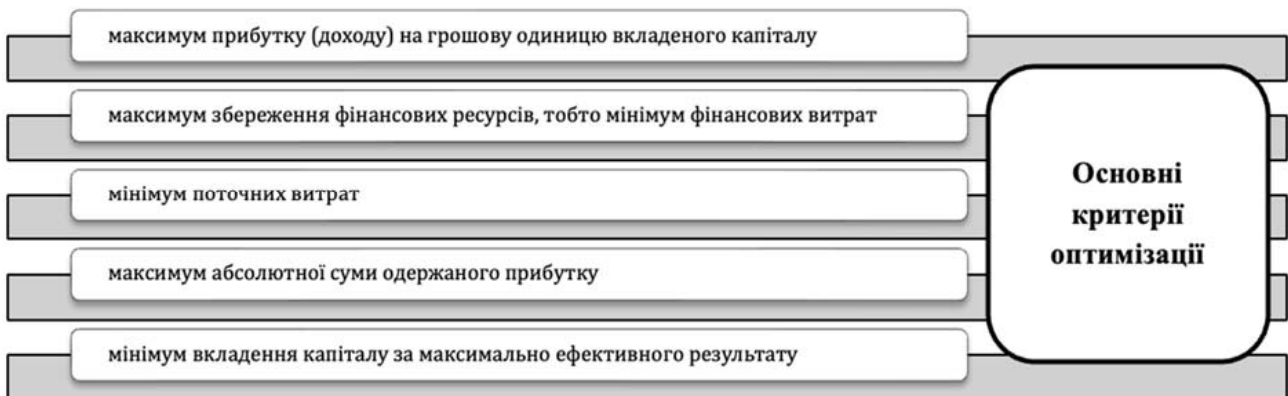 максимум прибутку (доходу) на грошову одиницю вкладеного капіталу
максимум збереження фінансових ресурсів, тобто мінімум фінансових витрат
мінімум поточних витрат
максимум абсолютної суми одержаного прибутку
мінімум вкладення капіталу за максимально ефективного результату
Основні
критерії
оптимізації